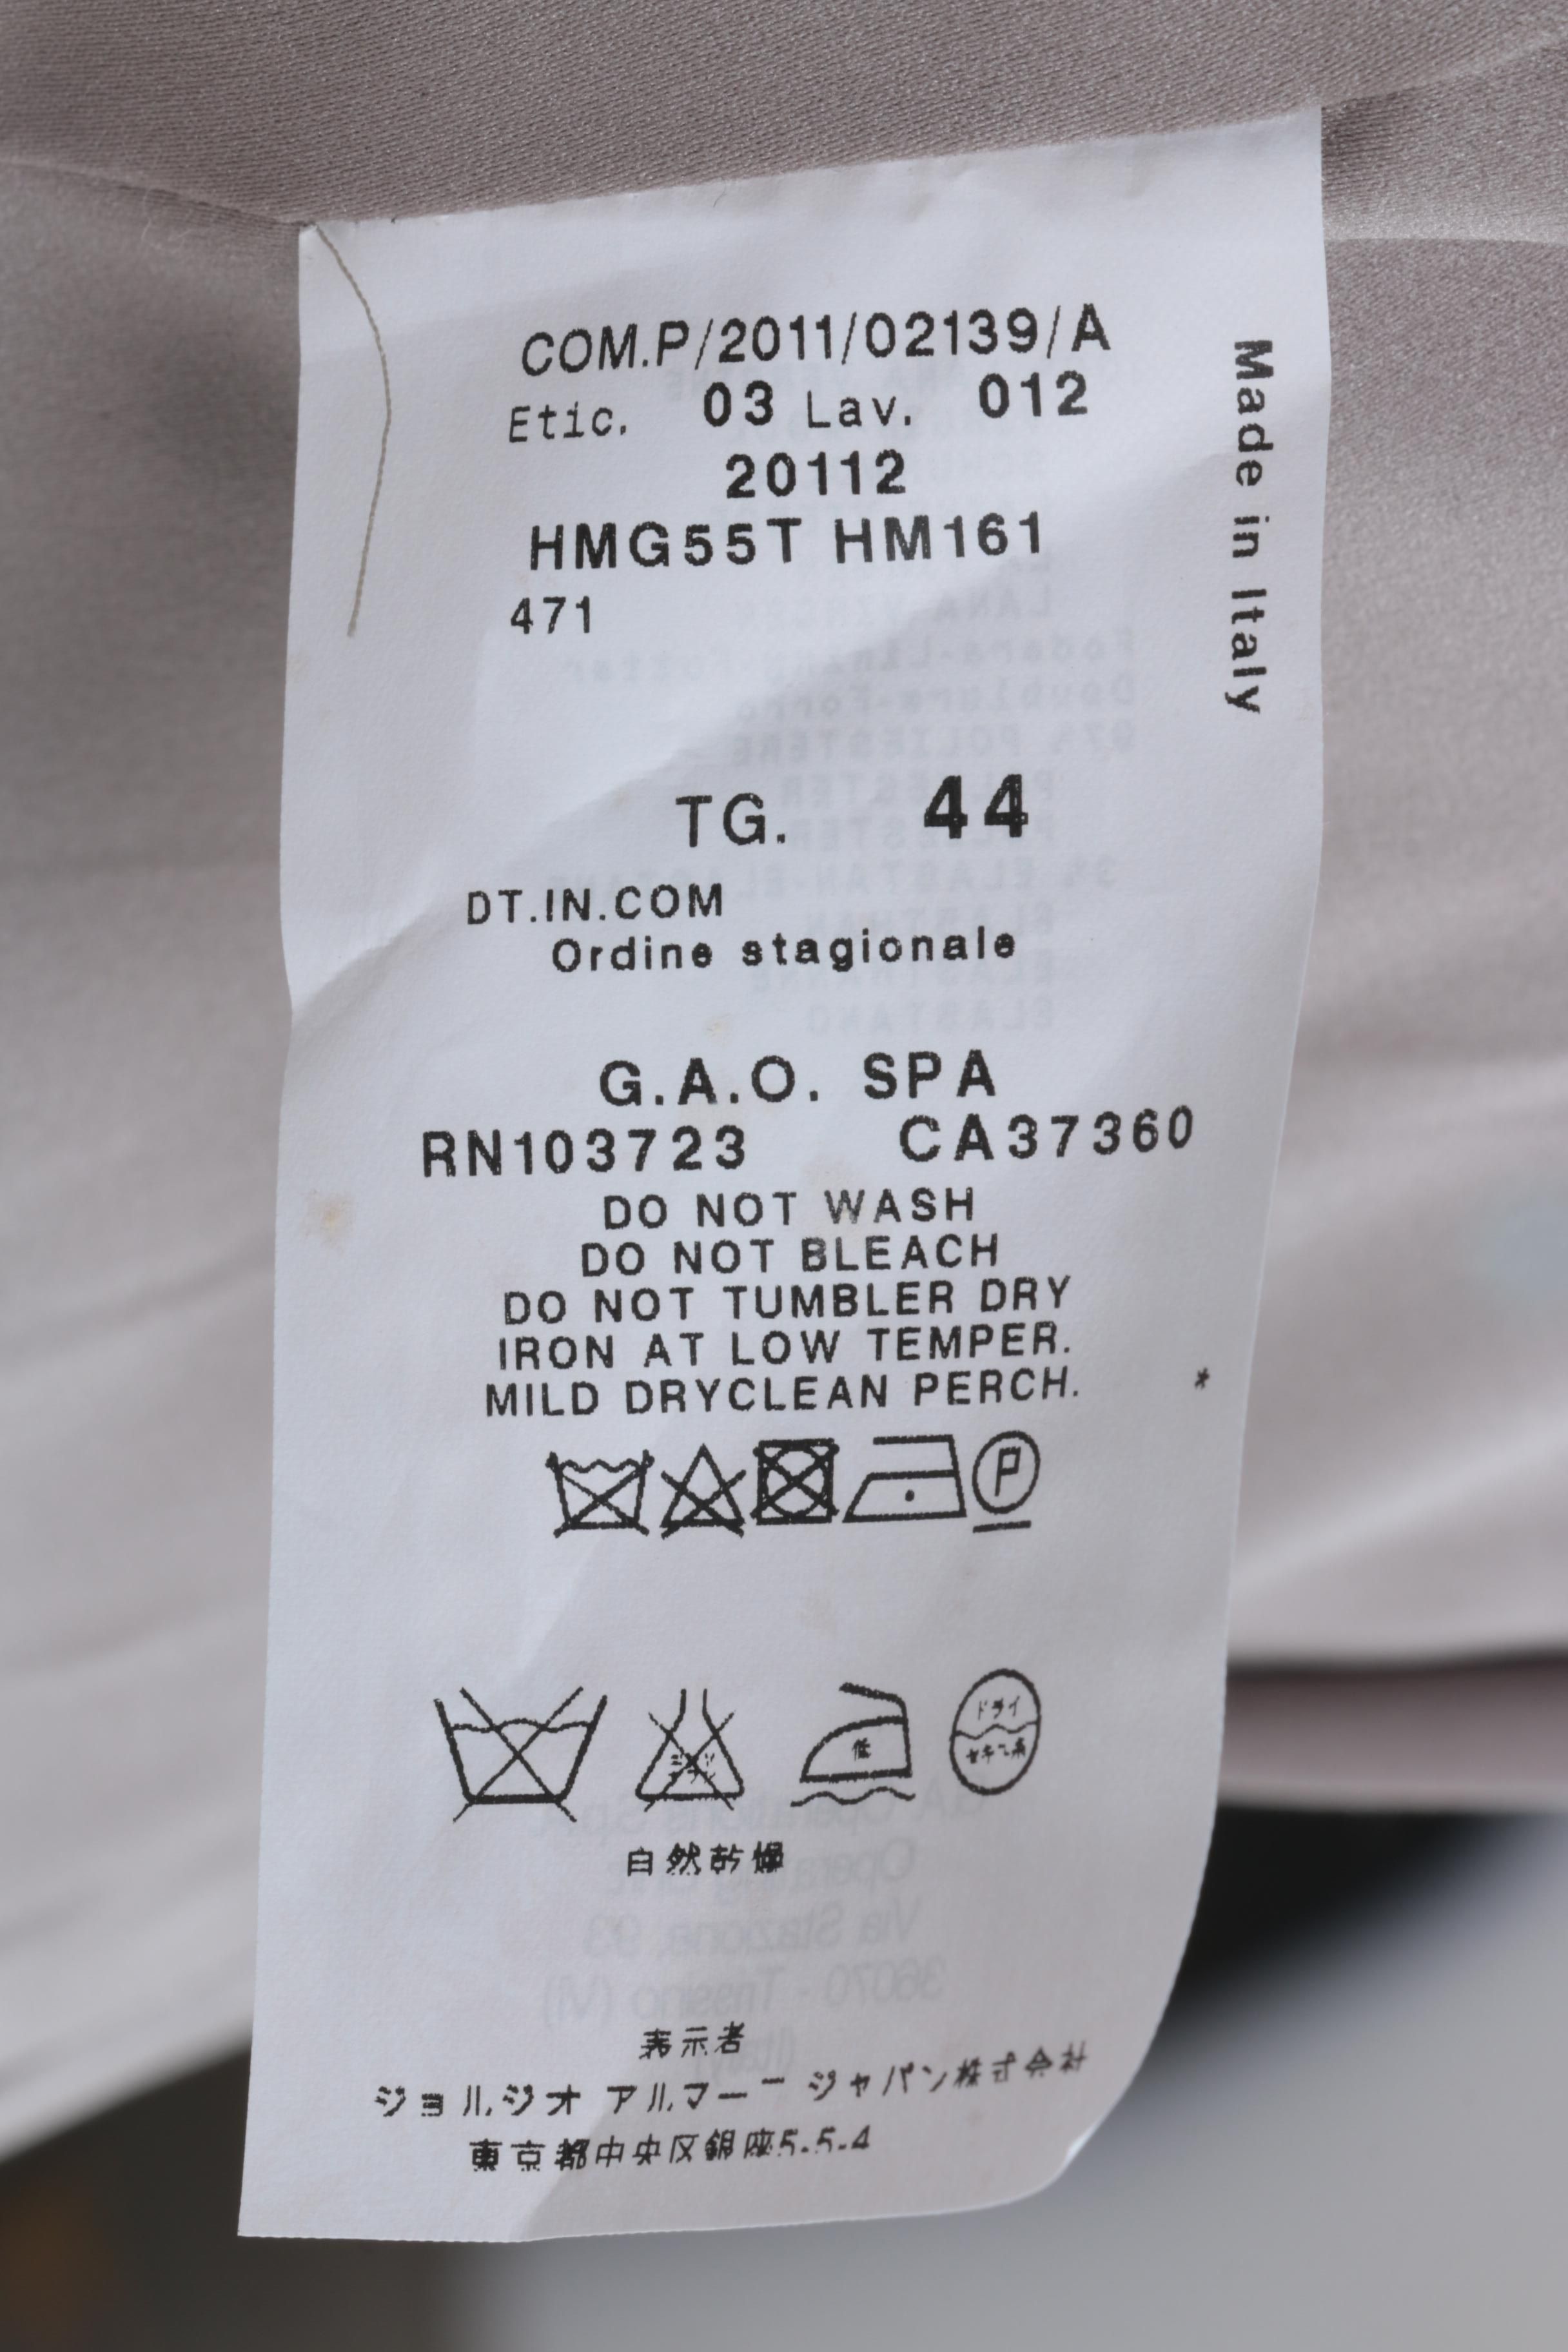 COM.P/2011/02139/A
Etic. 03 Lav. 012
20112
HMG55T HM161
471
Made in Italy
TG. 44
DT.IN.COM
Ordine stagionale
G.A.O. SPA
RN103723 CA37360
DO NOT WASH
DO NOT BLEACH
DO NOT TUMBLER DRY
IRON AT LOW TEMPER.
MILD DRYCLEAN PERCH. *
P
低
ドライ
自然乾燥
表示者
ジョルジオ アルマーニ ジャパン株式会社
東京都中央区銀座5-5-4